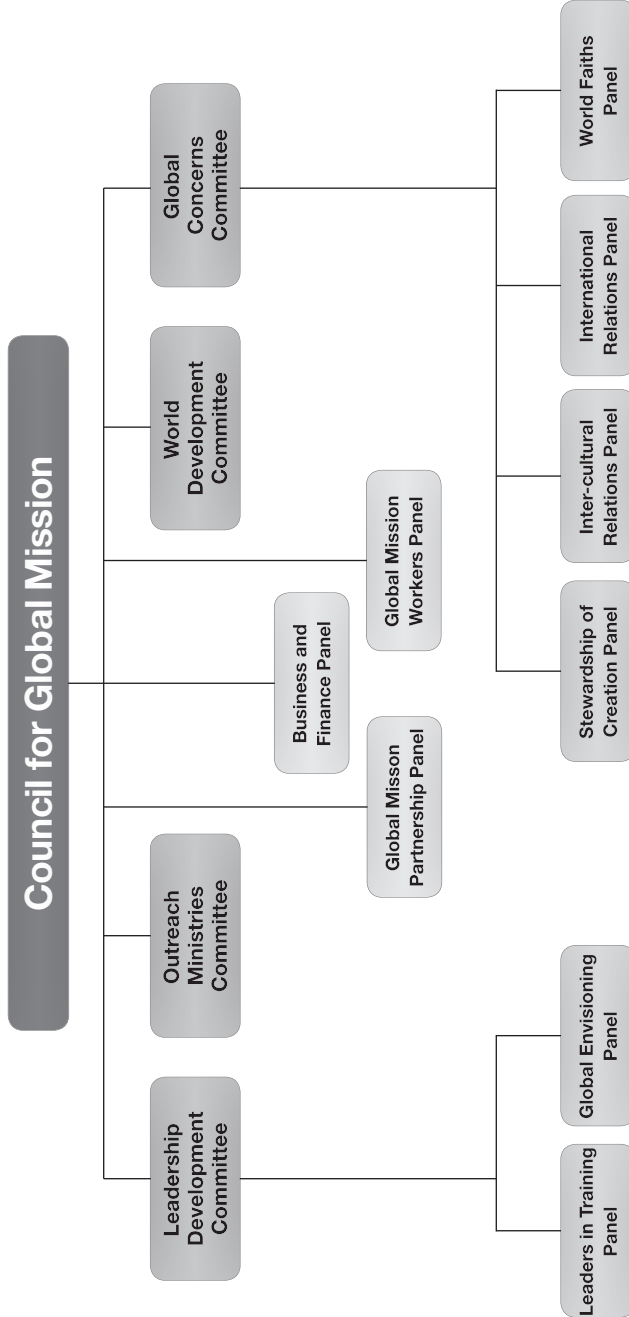 Council for Global Mission
Leadership
Development
Committee
Outreach
Ministries
Committee
World
Development
Committee
Global
Concerns
Committee
Business and
Finance Panel
Global Misson
Partnership Panel
Global Mission
Workers Panel
Leaders in Training
Panel
Global Envisioning
Panel
Stewardship of
Creation Panel
Inter-cultural
Relations Panel
International
Relations Panel
World Faiths
Panel